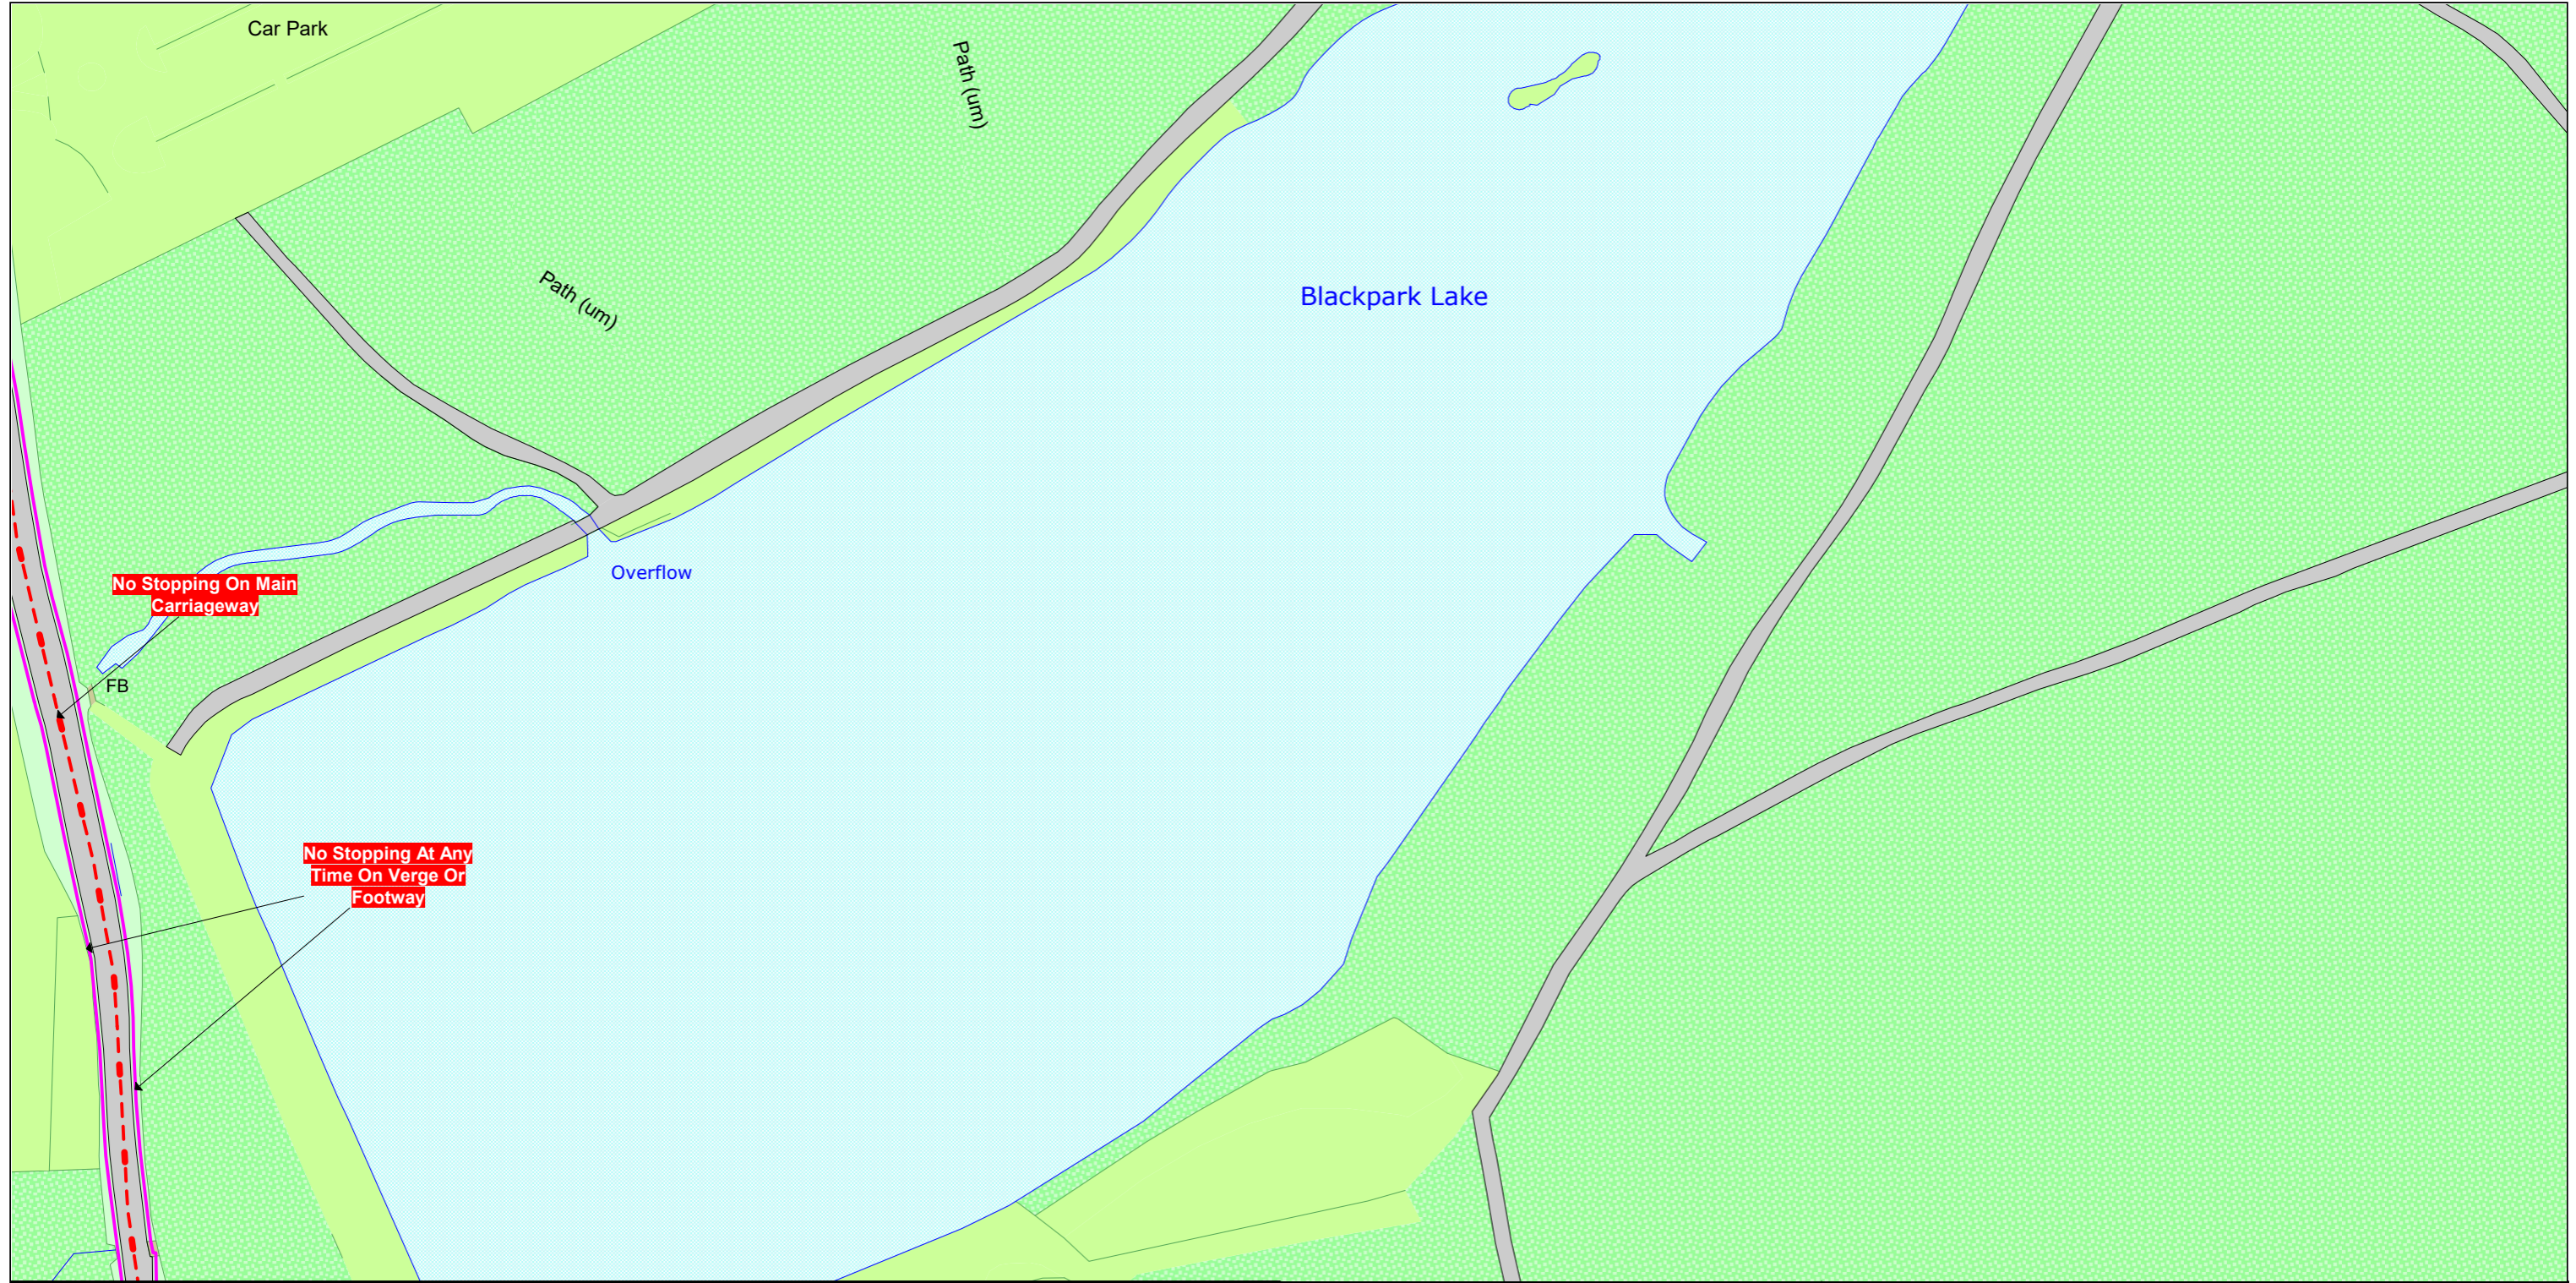 Car Park
Path (um)
Path (um)
Blackpark Lake
Overflow
No Stopping On Main
Carriageway
FB
No Stopping At Any
Time On Verge Or
Footway